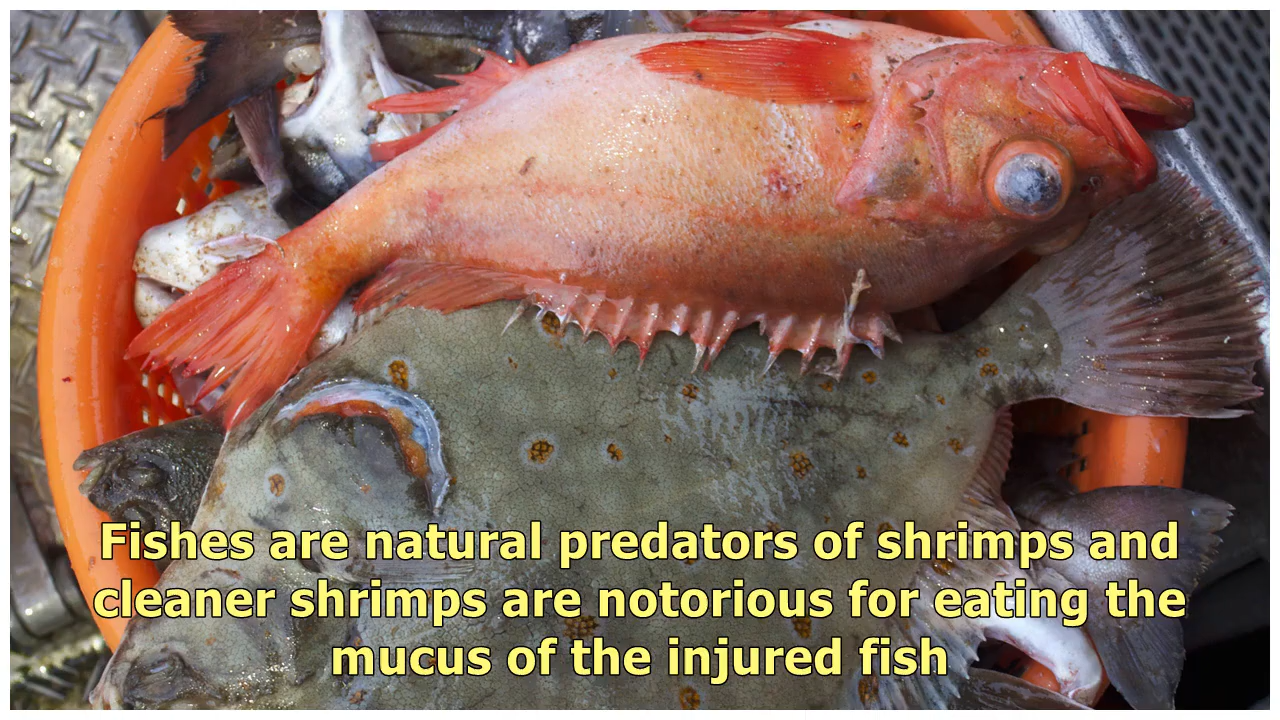 Fishes are natural predators of shrimps and
cleaner shrimps are notorious for eating the
mucus of the injured fish